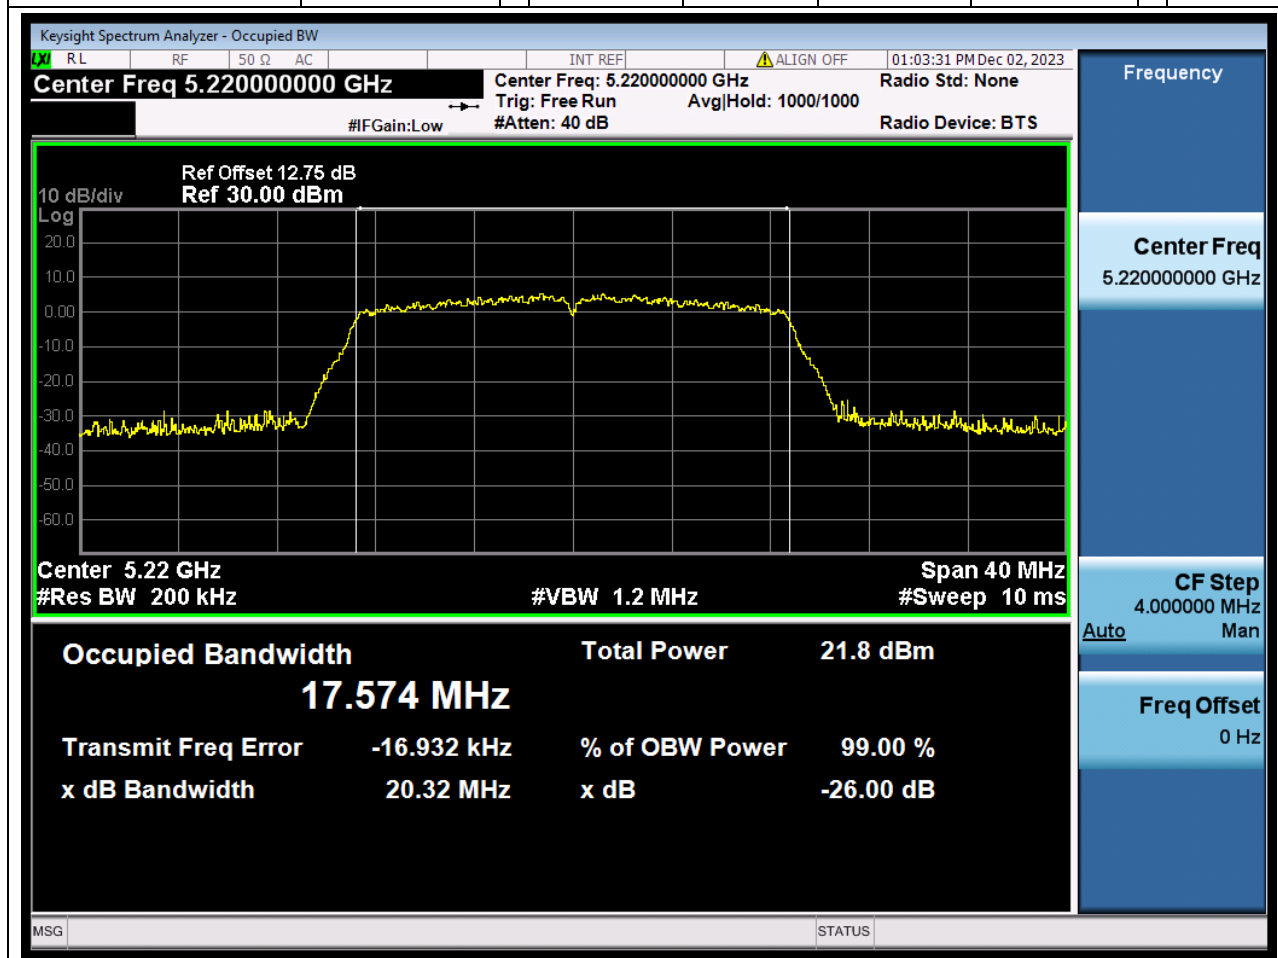 Keysight Spectrum Analyzer - Occupied BW
LXI RL RF 50 Ω AC INT REF ALIGN OFF 01:03:31 PM Dec 02, 2023
Center Freq 5.220000000 GHz
Center Freq: 5.220000000 GHz Radio Std: None
Trig: Free Run Avg|Hold: 1000/1000
#IFGain:Low #Atten: 40 dB Radio Device: BTS
Ref Offset 12.75 dB
10 dB/div Ref 30.00 dBm
Log
20.0
10.0
0.00
-10.0
-20.0
-30.0
-40.0
-50.0
-60.0
Center 5.22 GHz Span 40 MHz
#Res BW 200 kHz #VBW 1.2 MHz #Sweep 10 ms
Occupied Bandwidth Total Power 21.8 dBm
17.574 MHz
Transmit Freq Error -16.932 kHz % of OBW Power 99.00 %
x dB Bandwidth 20.32 MHz x dB -26.00 dB
Frequency
Center Freq
5.220000000 GHz
CF Step
4.000000 MHz
Auto Man
Freq Offset
0 Hz
MSG STATUS